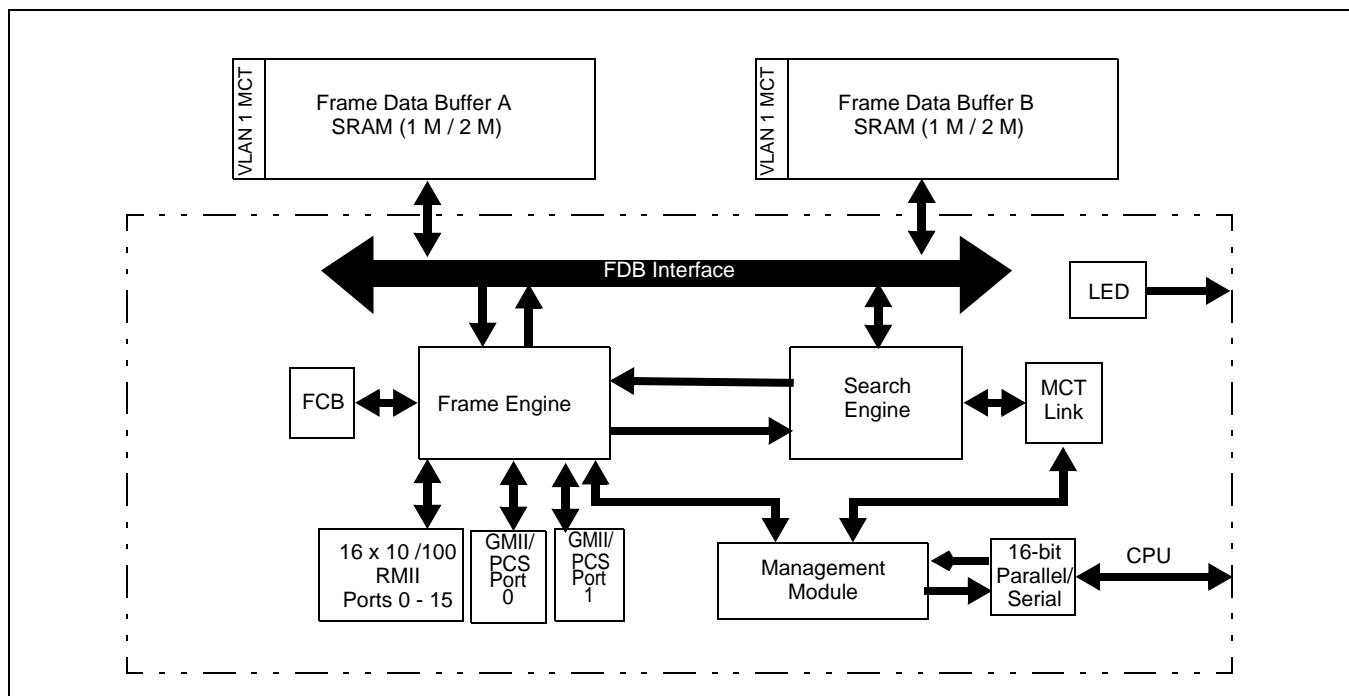 VLAN 1 MCT
Frame Data Buffer A
SRAM (1 M / 2 M)
VLAN 1 MCT
Frame Data Buffer B
SRAM (1 M / 2 M)
FDB Interface
LED
FCB
Frame Engine
Search
Engine
MCT
Link
16 x 10 /100
RMII
Ports 0 - 15
GMII/
PCS
Port
0
GMII/
PCS
Port
1
Management
Module
16-bit
Parallel/
Serial
CPU